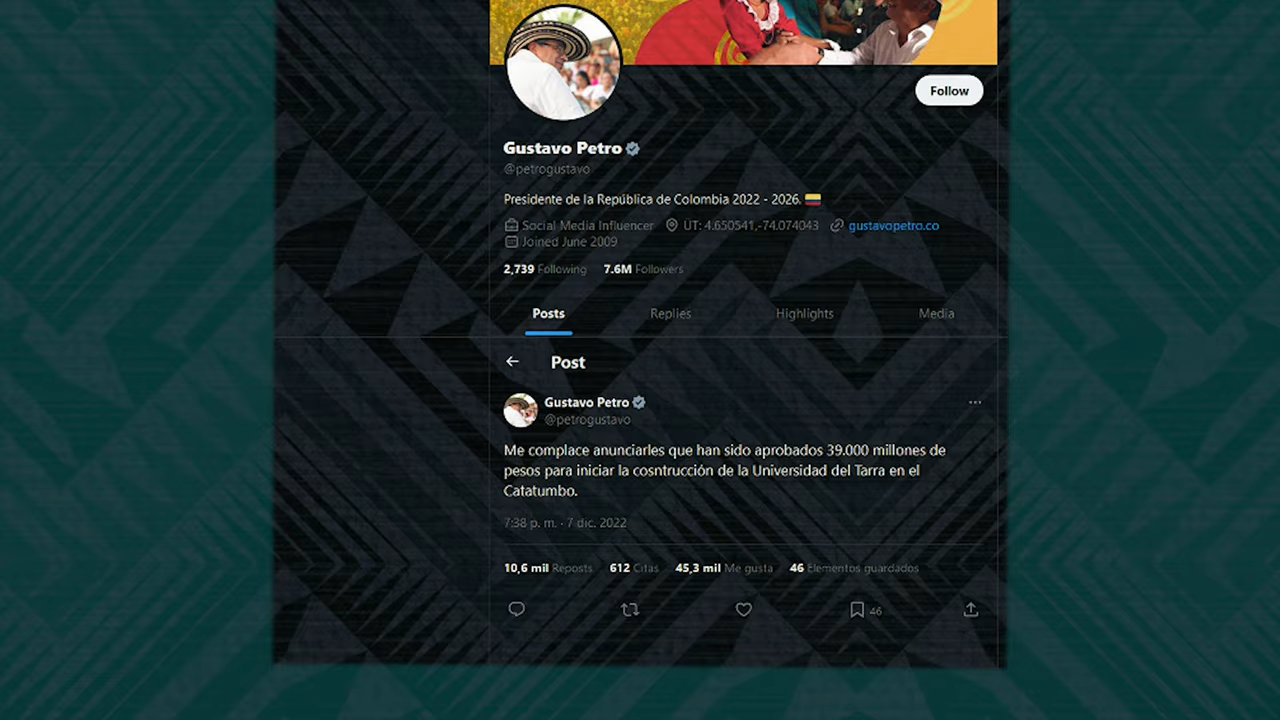 Follow
Gustavo Petro
@petrogustavo
Presidente de la República de Colombia 2022 - 2026.
Social Media Influencer UT: 4.650541,-74.074043 gustavopetro.co
Joined June 2009
2,739 Following 7.6M Followers
Posts Replies Highlights Media
Post
Gustavo Petro
@petrogustavo
Me complace anunciarles que han sido aprobados 39.000 millones de
pesos para iniciar la cosntrucción de la Universidad del Tarra en el
Catatumbo.
7:38 p. m. · 7 dic. 2022
10,6 mil Reposts 612 Citas 45,3 mil Me gusta 46 Elementos guardados
46